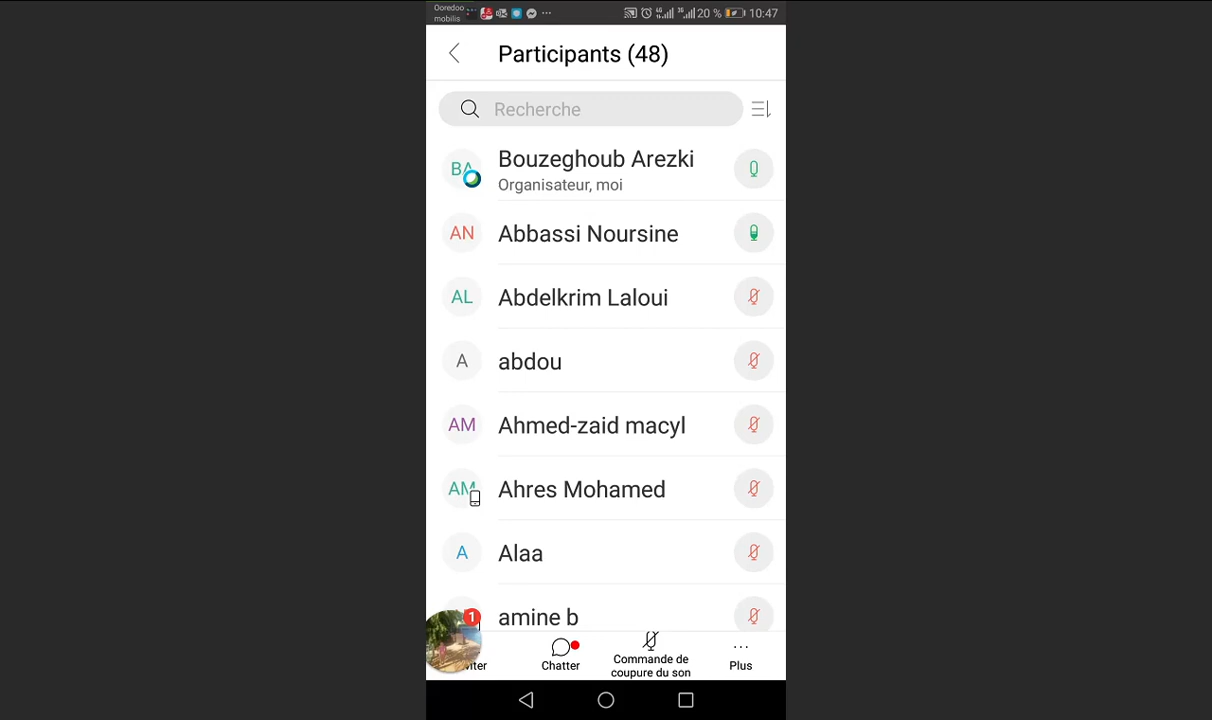 Ooredoo
mobilis
20 %
10:47
Participants (48)
Recherche
BA
Bouzeghoub Arezki
Organisateur, moi
AN
Abbassi Noursine
AL
Abdelkrim Laloui
A
abdou
AM
Ahmed-zaid macyl
AM
Ahres Mohamed
A
Alaa
amine b
1
Chatter
Commande de
coupure du son
Plus